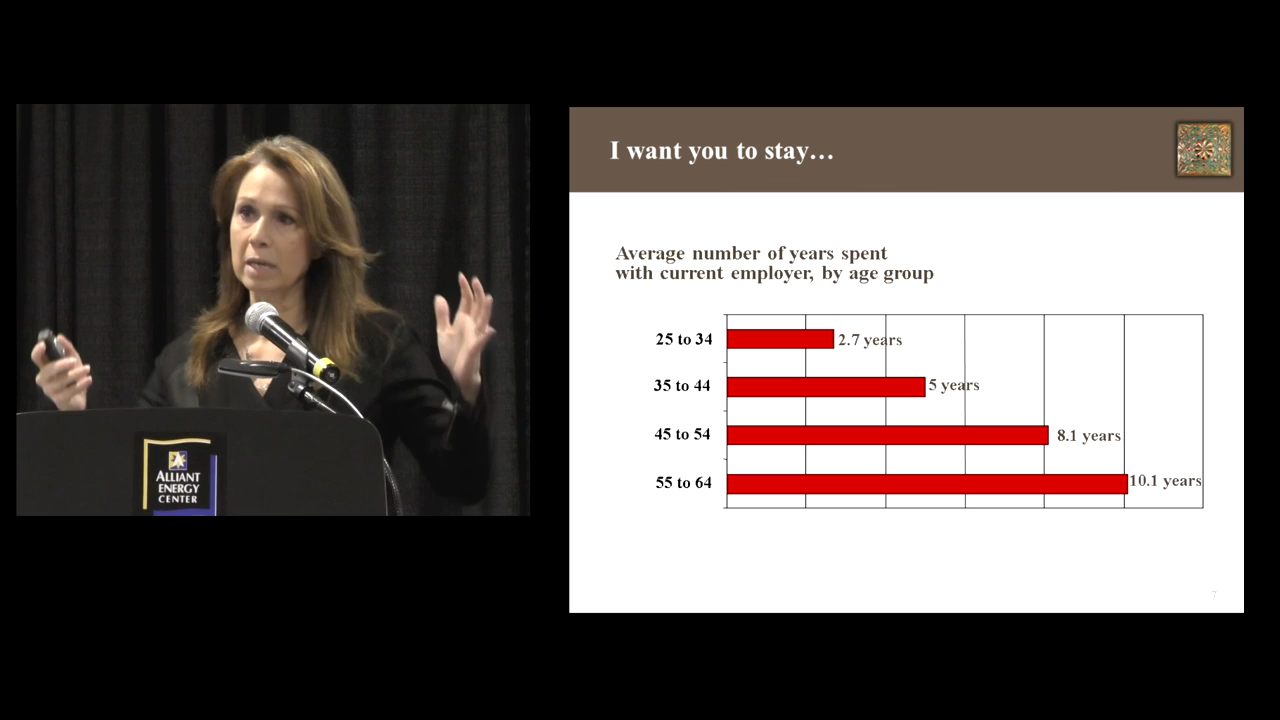 I want you to stay…
Average number of years spent
with current employer, by age group
25 to 34
2.7 years
35 to 44
5 years
45 to 54
8.1 years
55 to 64
10.1 years
7
ALLIANT
ENERGY
CENTER